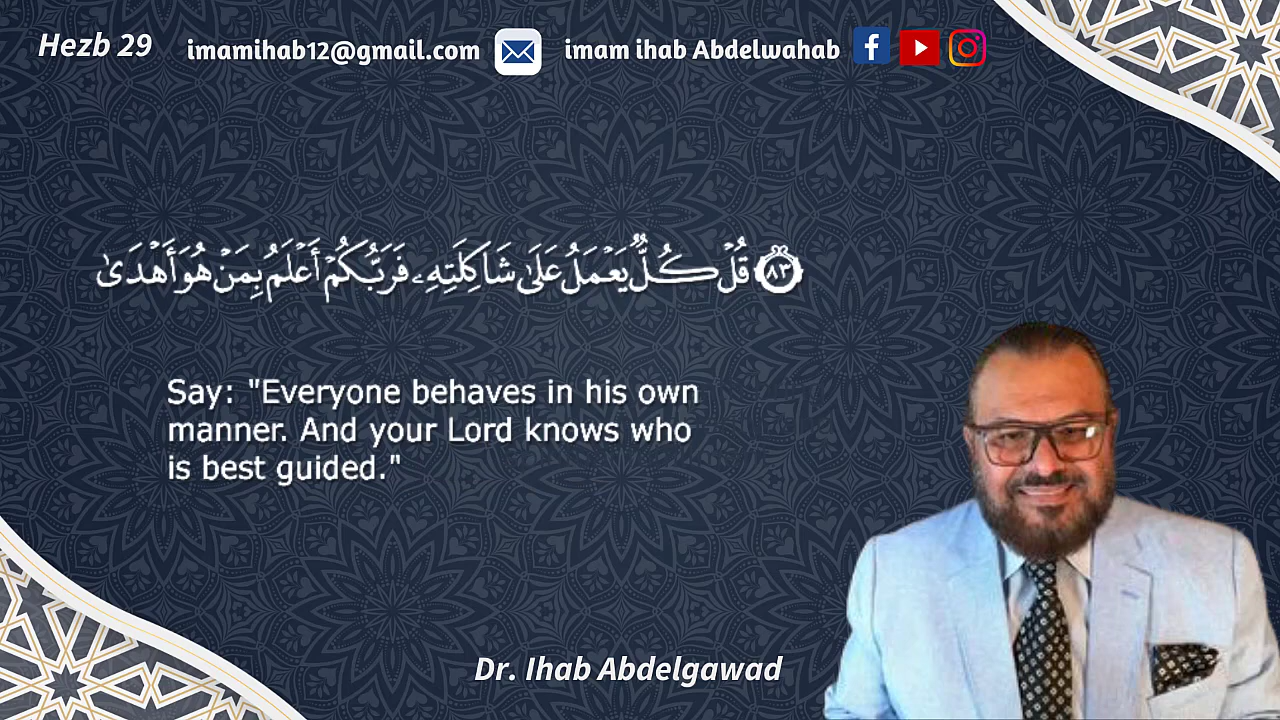 Hezb 29
imamihab12@gmail.com
imam ihab Abdelwahab
۝٨٣ قُلْ كُلٌّ يَعْمَلُ عَلَىٰ شَاكِلَتِهِۦ فَرَبُّكُمْ أَعْلَمُ بِمَنْ هُوَ أَهْدَىٰ
Say: "Everyone behaves in his own
manner. And your Lord knows who
is best guided."
Dr. Ihab Abdelgawad